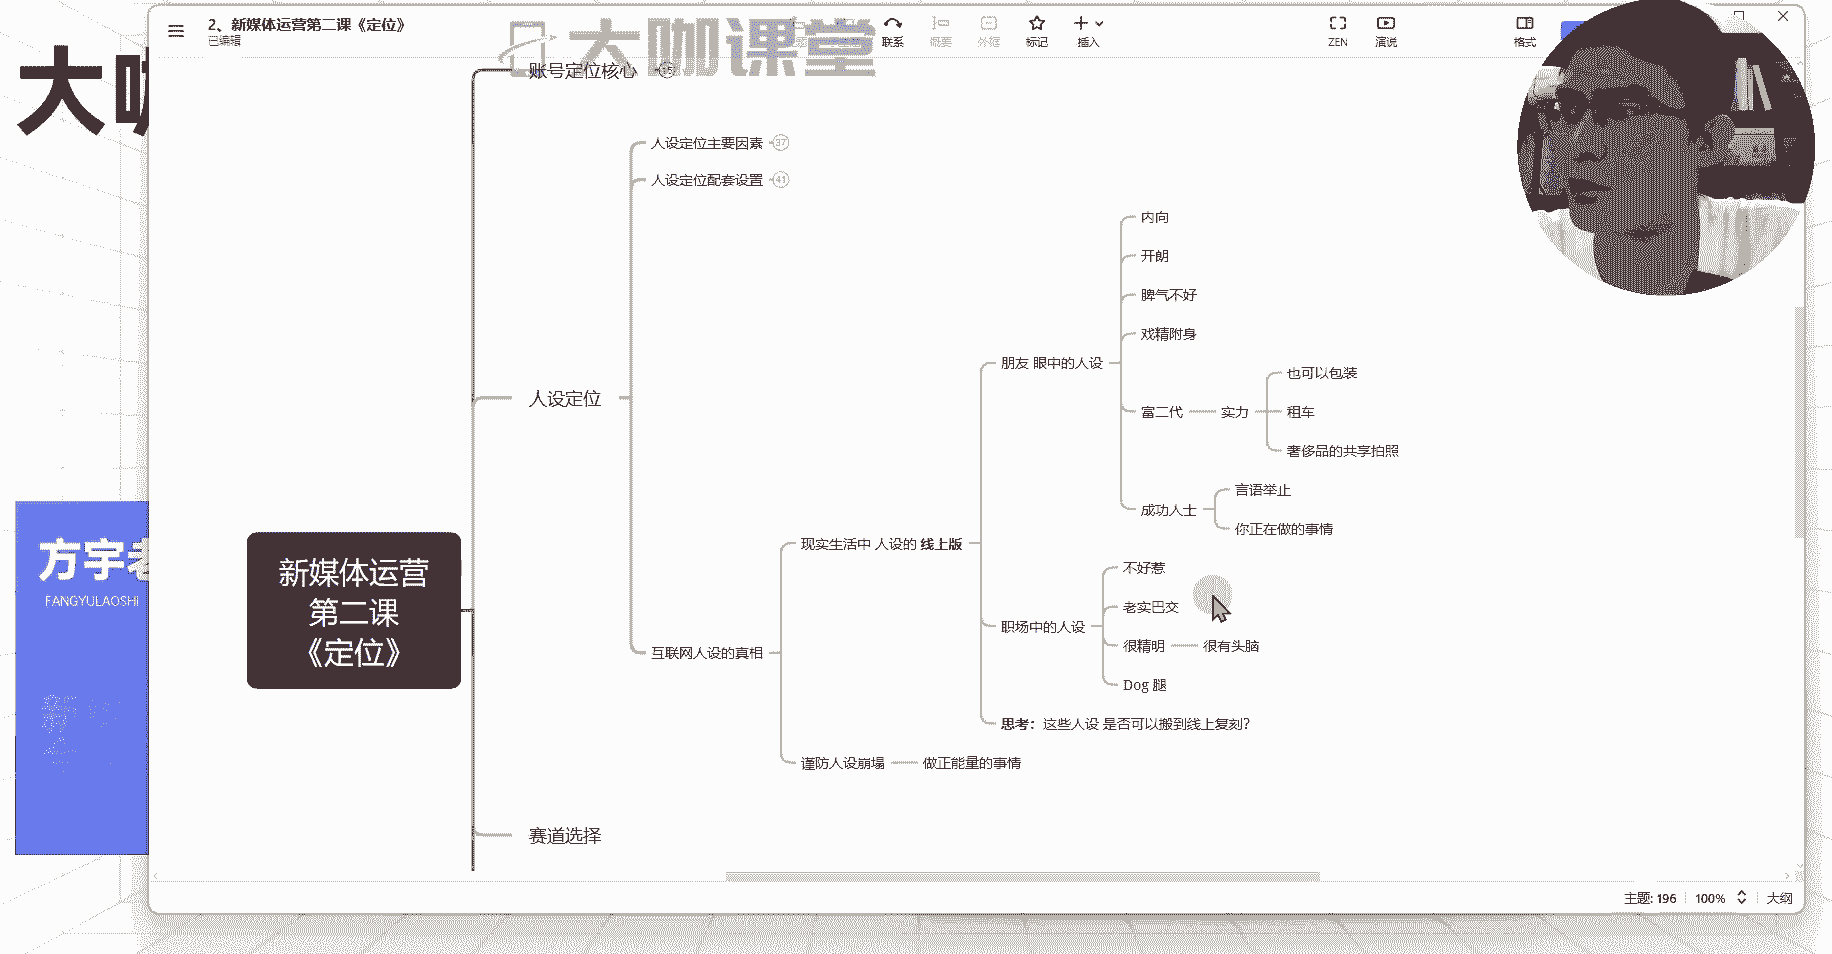 2、新媒体运营第二课《定位》
已编辑
联系
概要
外框
标记
插入
ZEN
演说
格式
大咖课堂
大咖
账号定位核心 15
人设定位主要因素 37
人设定位配套设置 41
内向
开朗
脾气不好
戏精附身
朋友 眼中的人设
也可以包装
富二代
实力
租车
奢侈品的共享拍照
人设定位
言语举止
成功人士
你正在做的事情
现实生活中 人设的 线上版
不好惹
老实巴交
职场中的人设
很精明
很有头脑
互联网人设的真相
Dog 腿
思考：这些人设 是否可以搬到线上复刻？
谨防人设崩塌
做正能量的事情
新媒体运营
第二课
《定位》
赛道选择
方宇老
FANGYULAOSHI
主题: 196
100%
大纲